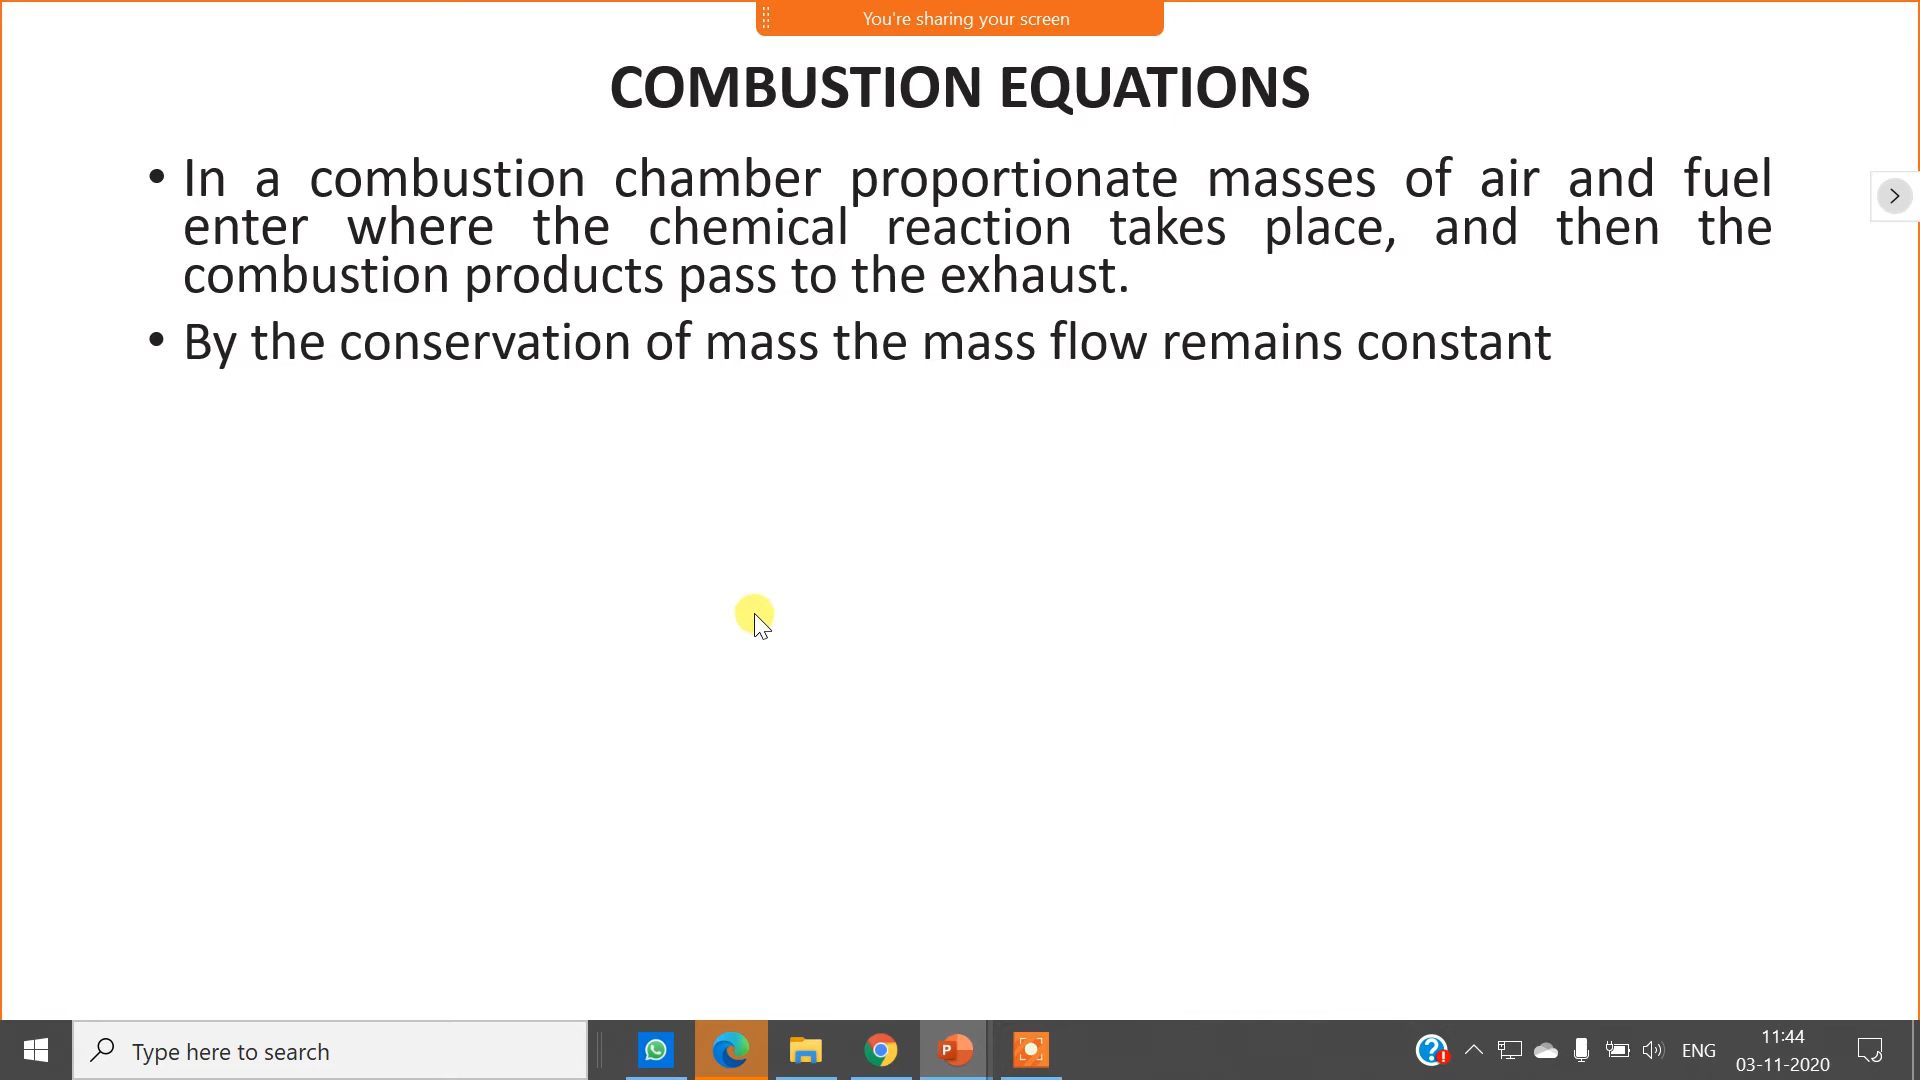 You're sharing your screen
COMBUSTION EQUATIONS
• In a combustion chamber proportionate masses of air and fuel
enter where the chemical reaction takes place, and then the
combustion products pass to the exhaust.
• By the conservation of mass the mass flow remains constant
Type here to search
ENG
11:44
03-11-2020